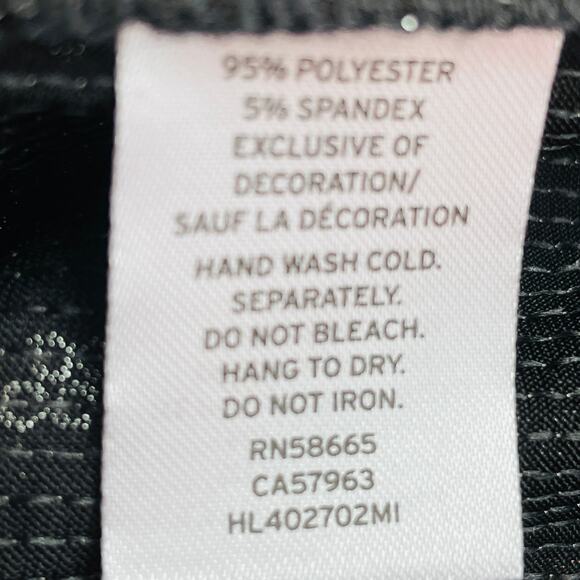 95% POLYESTER
5% SPANDEX
EXCLUSIVE OF
DECORATION/
SAUF LA DÉCORATION
HAND WASH COLD.
SEPARATELY.
DO NOT BLEACH.
HANG TO DRY.
DO NOT IRON.
RN58665
CA57963
HL402702MI